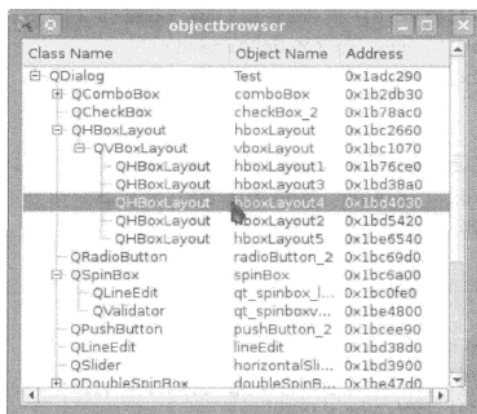 objectbrowser
Class Name Object Name Address
QDialog Test 0x1adc290
QComboBox comboBox 0x1b2db30
QCheckBox checkBox_2 0x1b78ac0
QHBoxLayout hboxLayout 0x1bc2660
QVBoxLayout vboxLayout 0x1bc1070
QHBoxLayout hboxLayout1 0x1b76ce0
QHBoxLayout hboxLayout3 0x1bd38a0
QHBoxLayout hboxLayout4 0x1bd4030
QHBoxLayout hboxLayout2 0x1bd5420
QHBoxLayout hboxLayout5 0x1be6540
QRadioButton radioButton_2 0x1bc69d0
QSpinBox spinBox 0x1bc6a00
QLineEdit qt_spinbox_l... 0x1bc0fe0
QValidator qt_spinboxv... 0x1be4800
QPushButton pushButton_2 0x1bcee90
QLineEdit lineEdit 0x1bd38d0
QSlider horizontalSli... 0x1bd3900
QDoubleSpinBox doubleSpinB... 0x1be47d0